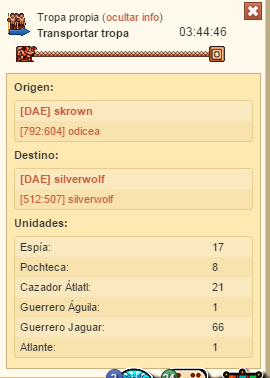 Tropa propia (ocultar info)
Transportar tropa 03:44:46
Origen:
[DAE] skrown
[792:604] odicea
Destino:
[DAE] silverwolf
[512:507] silverwolf
Unidades:
Espía: 17
Pochteca: 8
Cazador Átlatl: 21
Guerrero Águila: 1
Guerrero Jaguar: 66
Atlante: 1